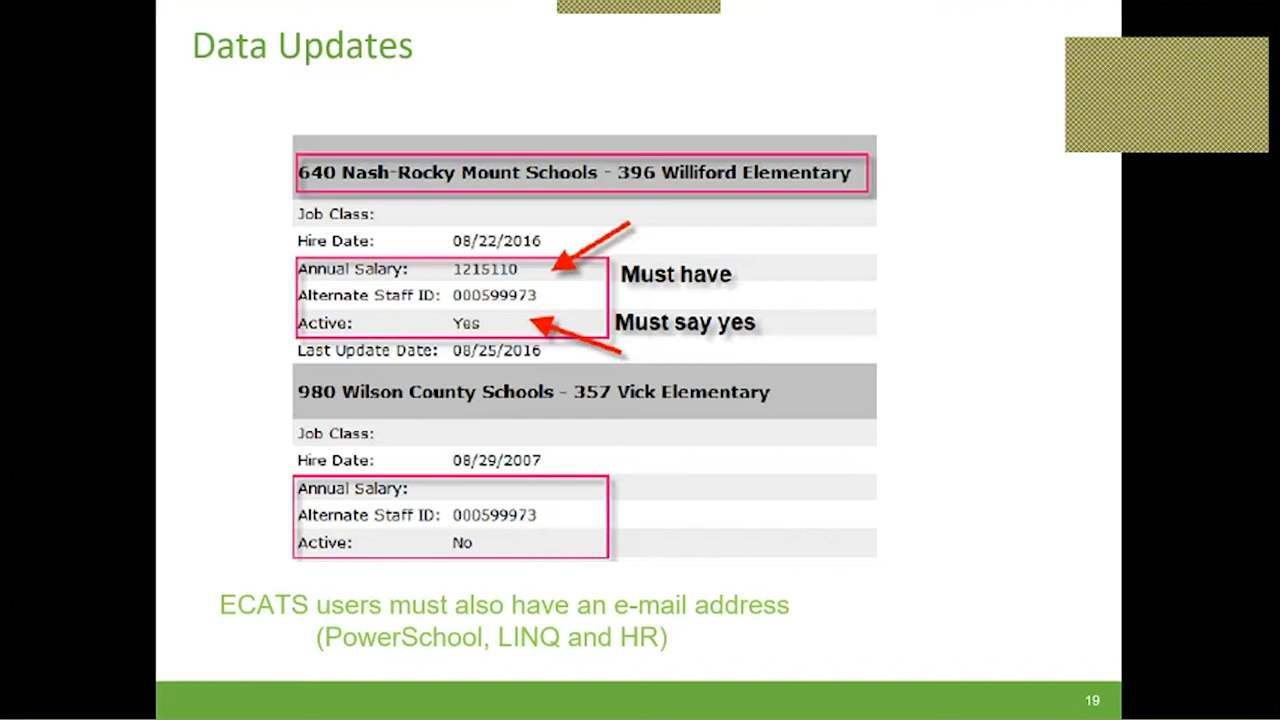 Data Updates
640 Nash-Rocky Mount Schools - 396 Williford Elementary
Job Class:
Hire Date: 08/22/2016
Annual Salary: 1215110
Must have
Alternate Staff ID: 000599973
Active: Yes
Must say yes
Last Update Date: 08/25/2016
980 Wilson County Schools - 357 Vick Elementary
Job Class:
Hire Date: 08/29/2007
Annual Salary:
Alternate Staff ID: 000599973
Active: No
ECATS users must also have an e-mail address
(PowerSchool, LINQ and HR)
19